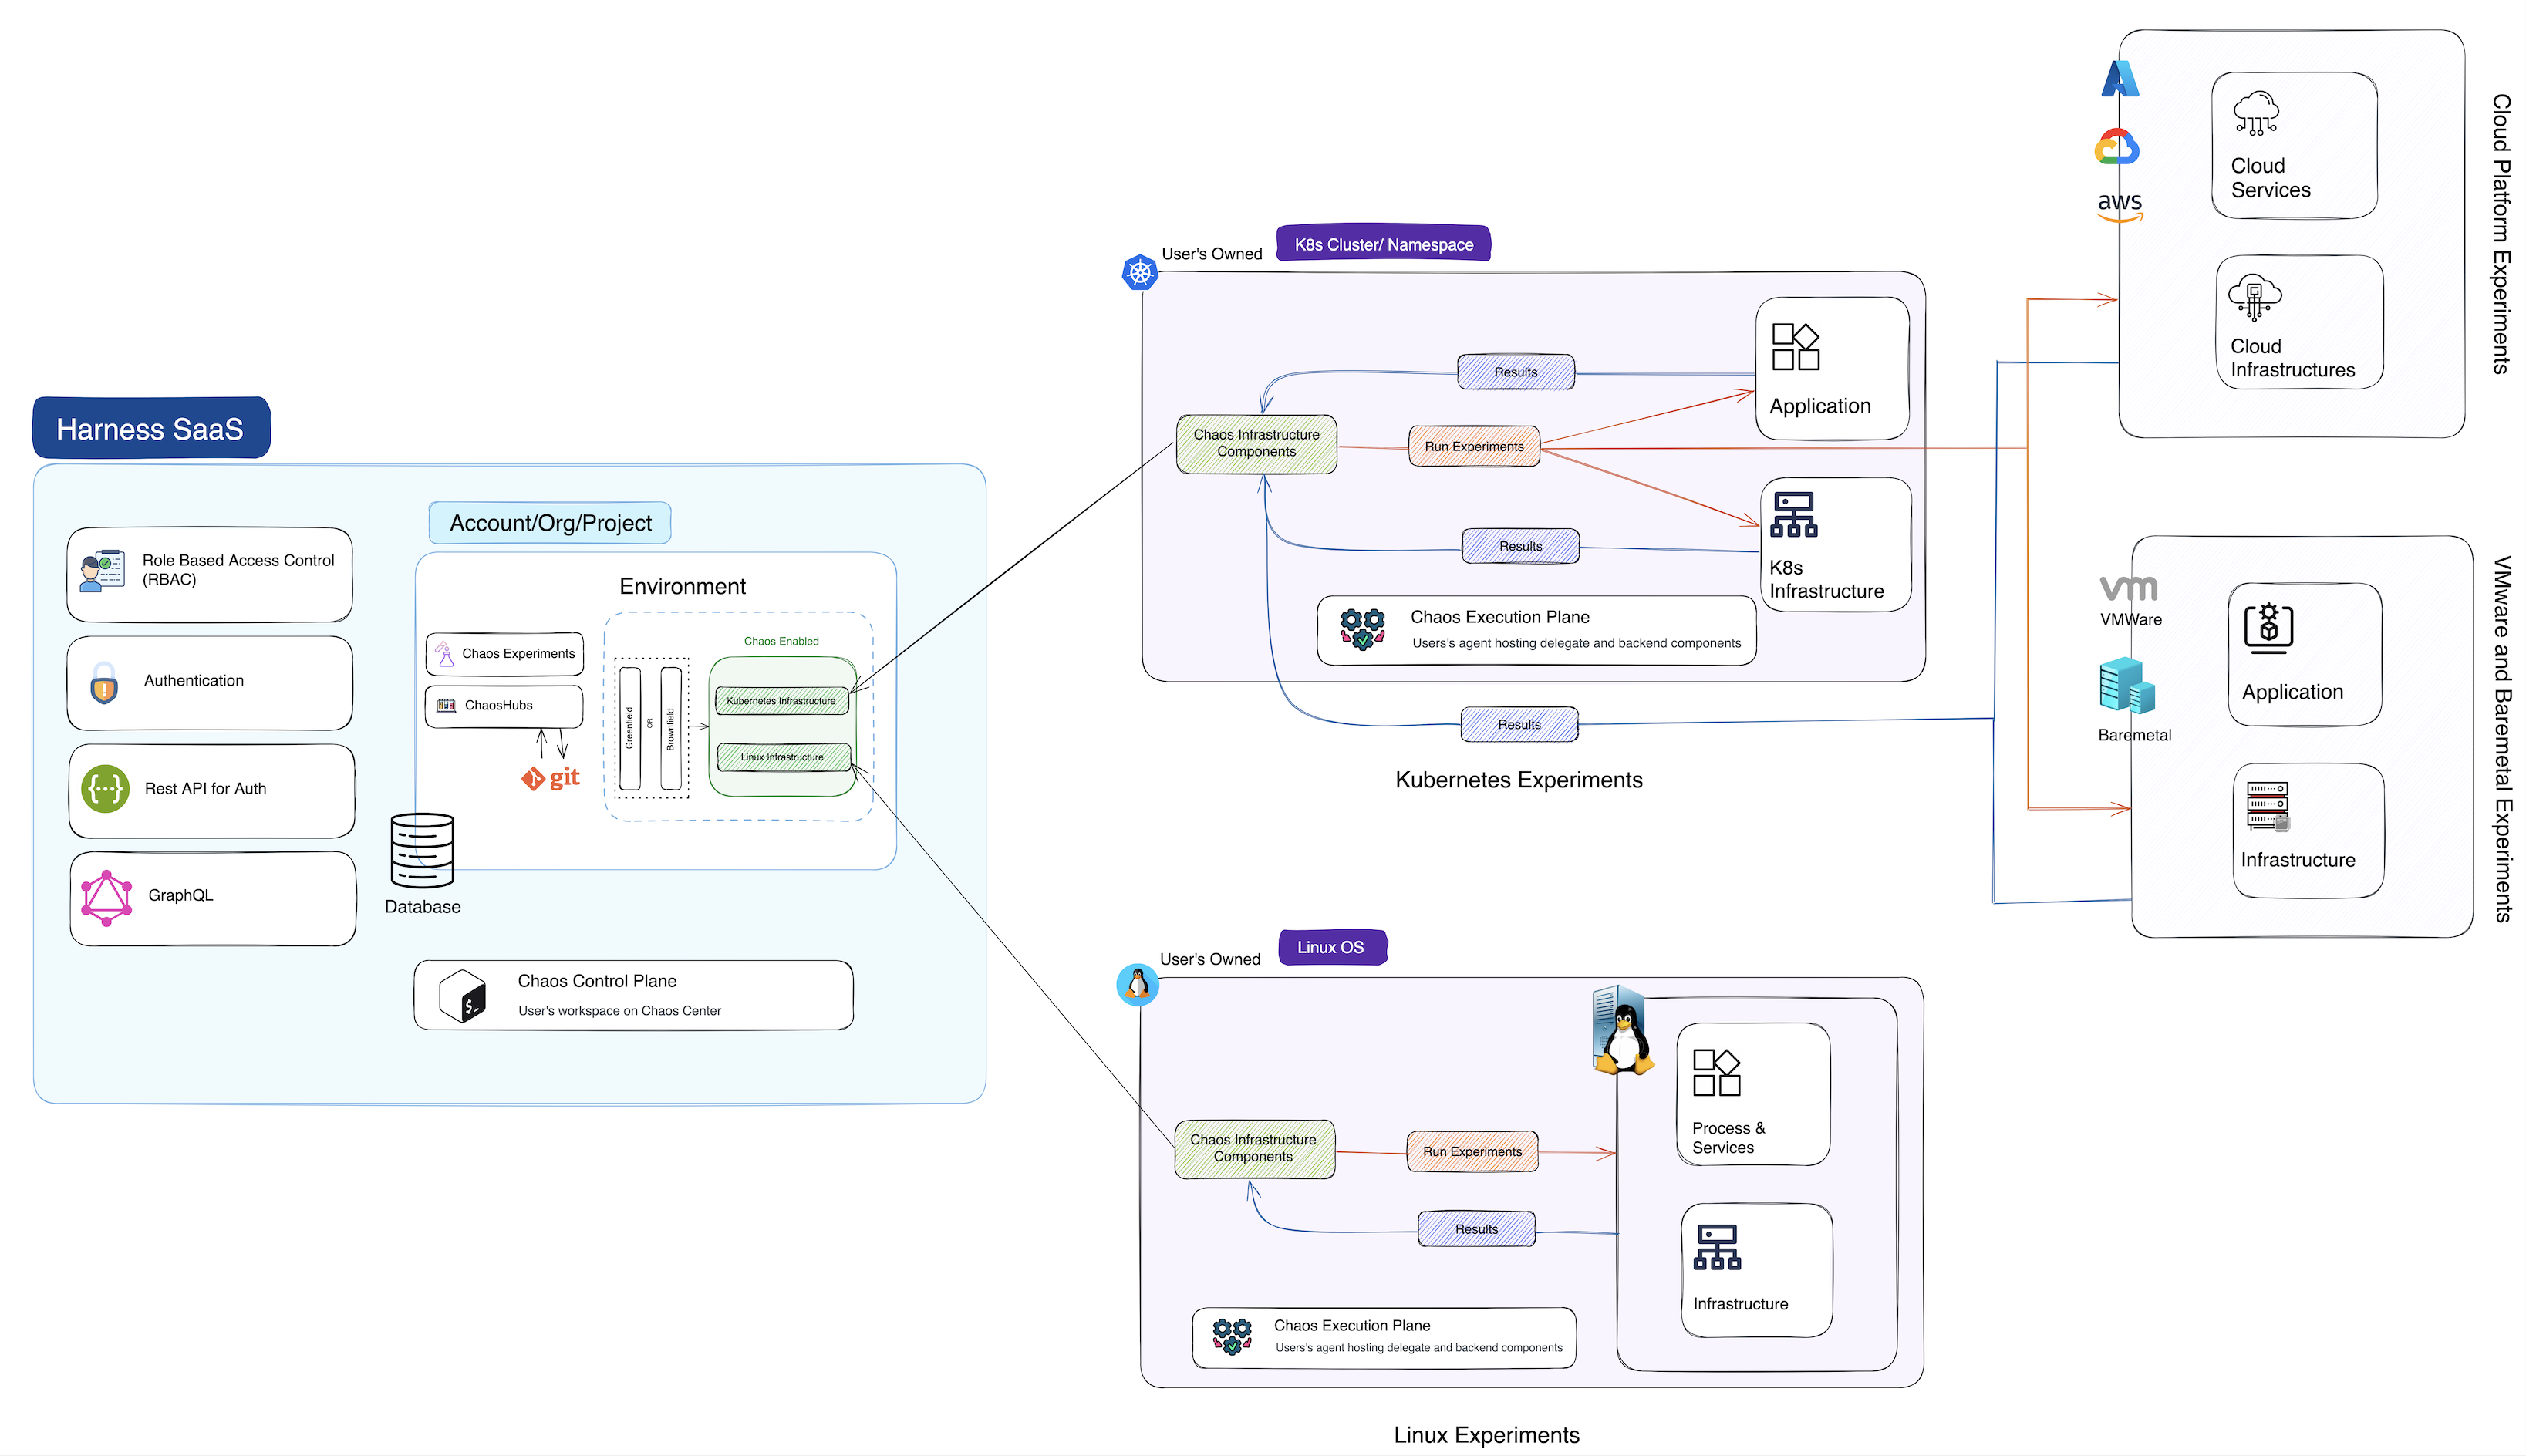 Harness SaaS
Role Based Access Control
(RBAC)
Authentication
Rest API for Auth
GraphQL
Account/Org/Project
Environment
Chaos Experiments
ChaosHubs
git
Greenfield
OR
Brownfield
Chaos Enabled
Kubernetes Infrastructure
Linux Infrastructure
Database
Chaos Control Plane
User's workspace on Chaos Center
$_
User's Owned
K8s Cluster/ Namespace
Results
Chaos Infrastructure
Components
Run Experiments
Application
Results
K8s
Infrastructure
Chaos Execution Plane
Users's agent hosting delegate and backend components
Results
Kubernetes Experiments
User's Owned
Linux OS
Chaos Infrastructure
Components
Run Experiments
Results
Process &
Services
Infrastructure
Chaos Execution Plane
Users's agent hosting delegate and backend components
Linux Experiments
aws
Cloud
Services
Cloud
Infrastructures
Cloud Platform Experiments
vm
VMWare
Baremetal
Application
Infrastructure
VMware and Baremetal Experiments